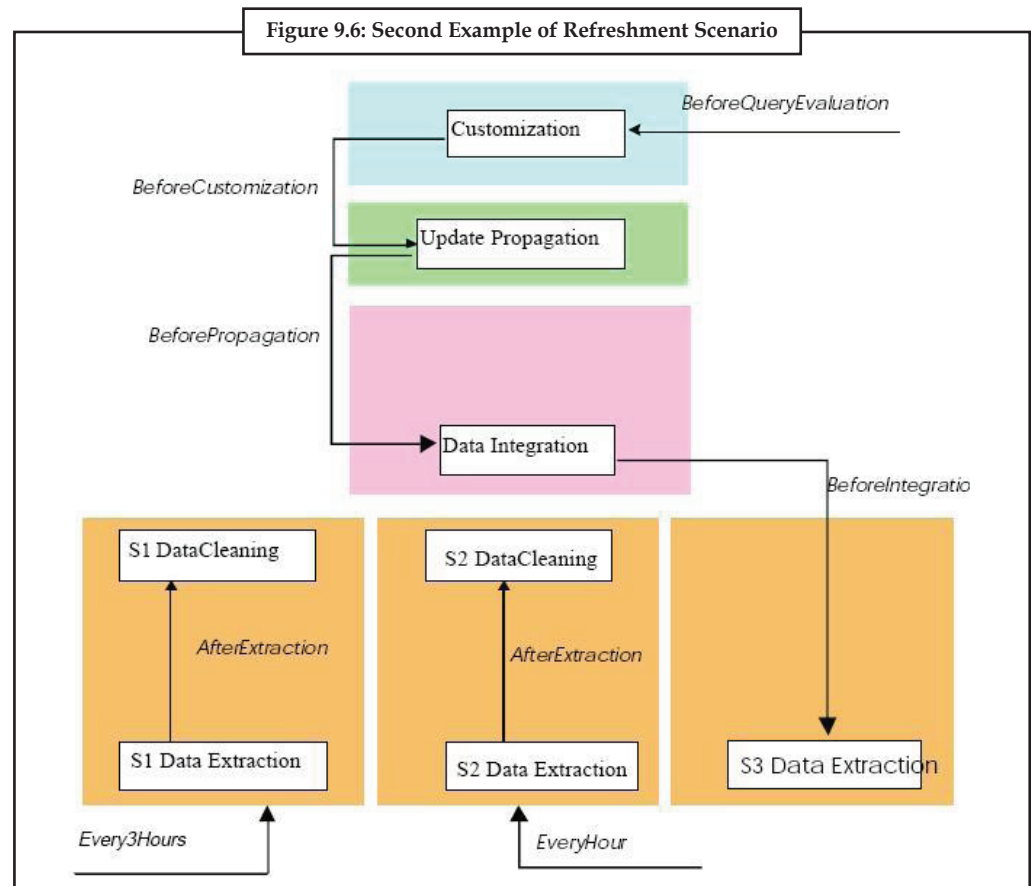 Figure 9.6: Second Example of Refreshment Scenario
BeforeQueryEvaluation
Customization
BeforeCustomization
Update Propagation
BeforePropagation
Data Integration
BeforeIntegratio
S1 DataCleaning
S2 DataCleaning
AfterExtraction
AfterExtraction
S1 Data Extraction
S2 Data Extraction
S3 Data Extraction
Every3Hours
EveryHour